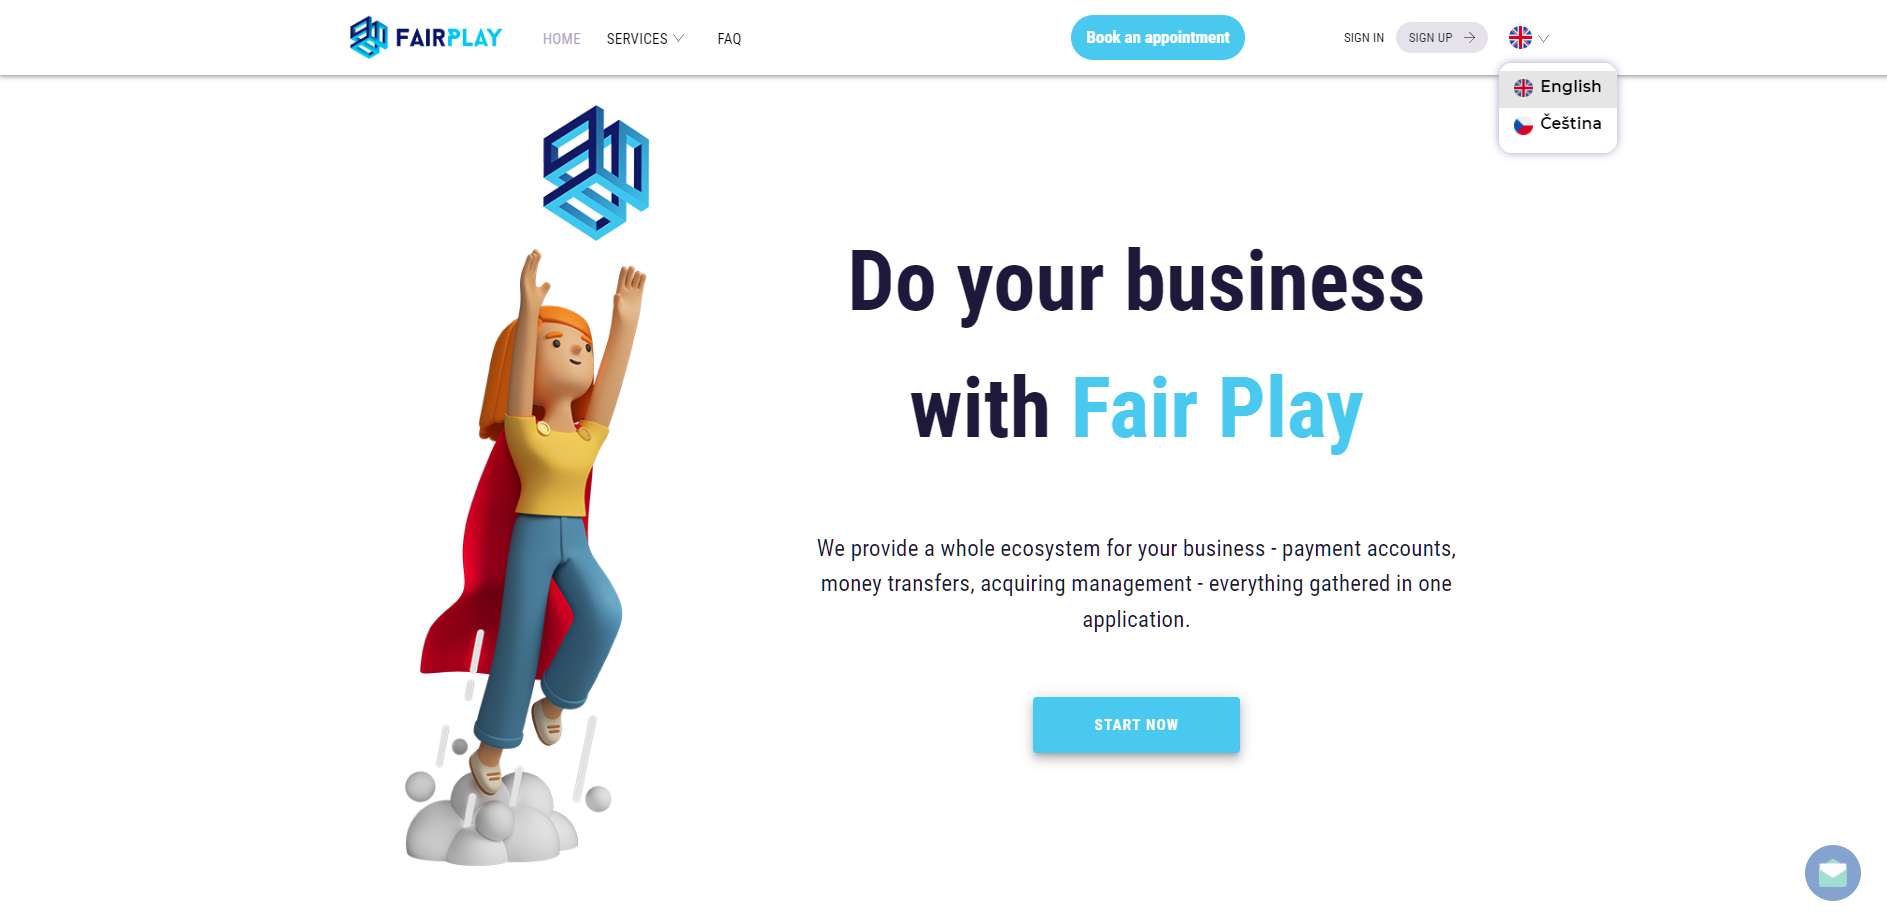 FAIRPLAY
HOME
SERVICES
FAQ
Book an appointment
SIGN IN
SIGN UP
English
Čeština
Do your business
with Fair Play
We provide a whole ecosystem for your business - payment accounts,
money transfers, acquiring management - everything gathered in one
application.
START NOW